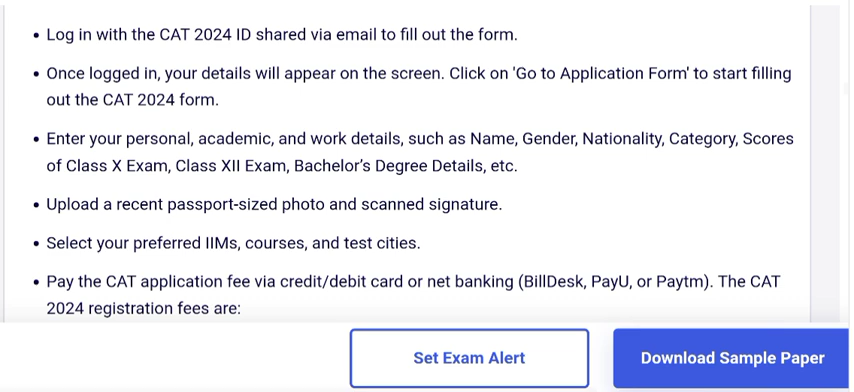 • Log in with the CAT 2024 ID shared via email to fill out the form.
• Once logged in, your details will appear on the screen. Click on 'Go to Application Form' to start filling
out the CAT 2024 form.
• Enter your personal, academic, and work details, such as Name, Gender, Nationality, Category, Scores
of Class X Exam, Class XII Exam, Bachelor’s Degree Details, etc.
• Upload a recent passport-sized photo and scanned signature.
• Select your preferred IIMs, courses, and test cities.
• Pay the CAT application fee via credit/debit card or net banking (BillDesk, PayU, or Paytm). The CAT
2024 registration fees are:
Set Exam Alert
Download Sample Paper